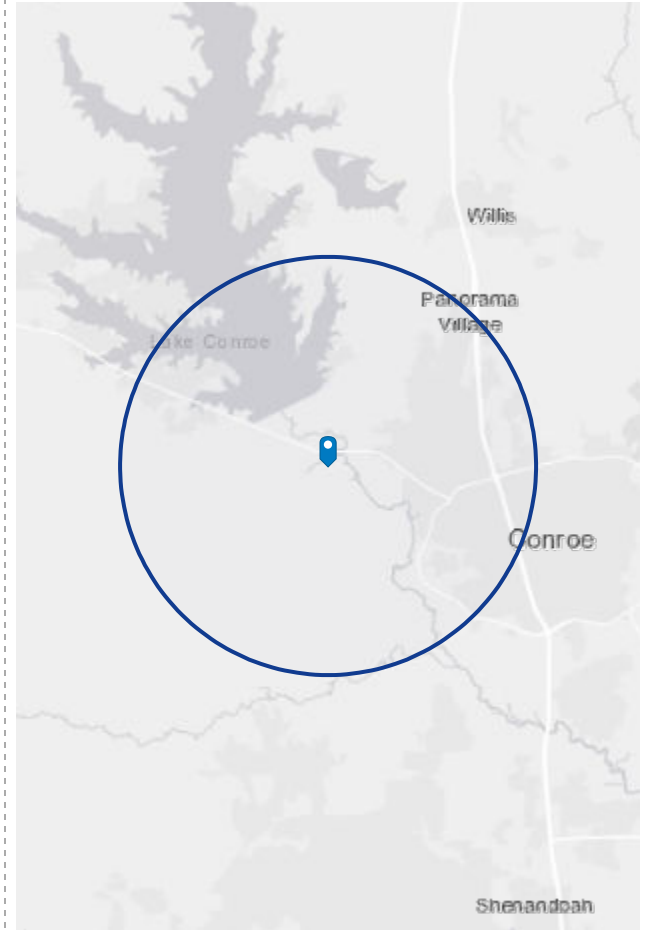 Willis
Panorama
Village
Lake Conroe
Conroe
Shenandoah